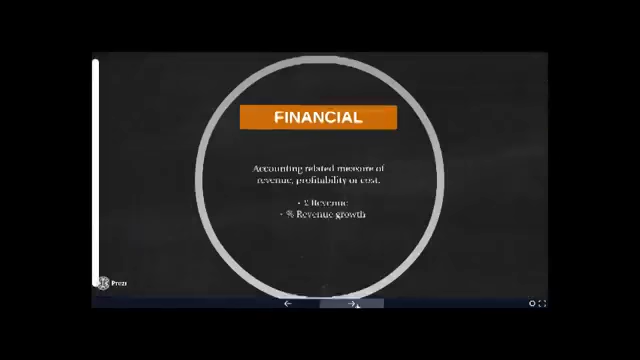 FINANCIAL
Accounting related measure of
revenue, profitability or cost.
• £ Revenue
• % Revenue growth
Prezi